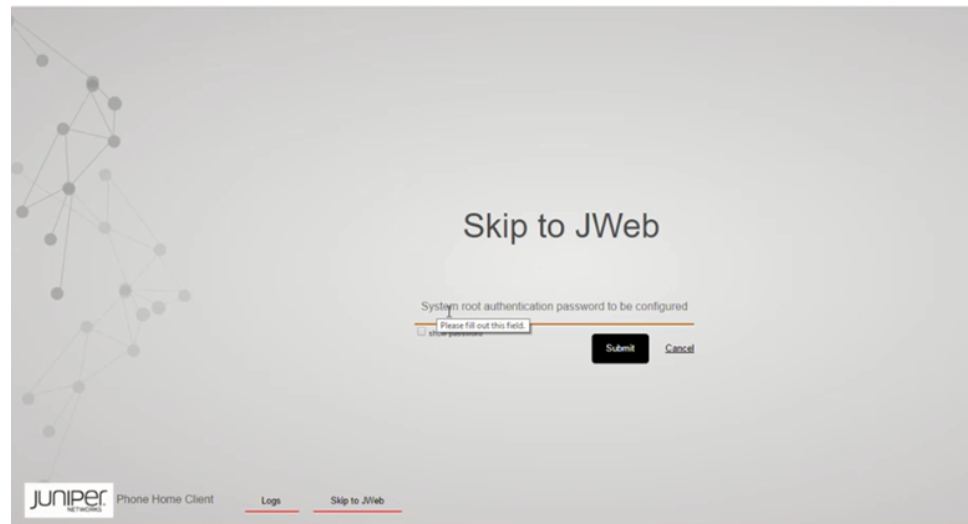 Skip to JWeb
System root authentication password to be configured
Please fill out this field.
show password
Submit Cancel
JUNIPER NETWORKS Phone Home Client Logs Skip to JWeb